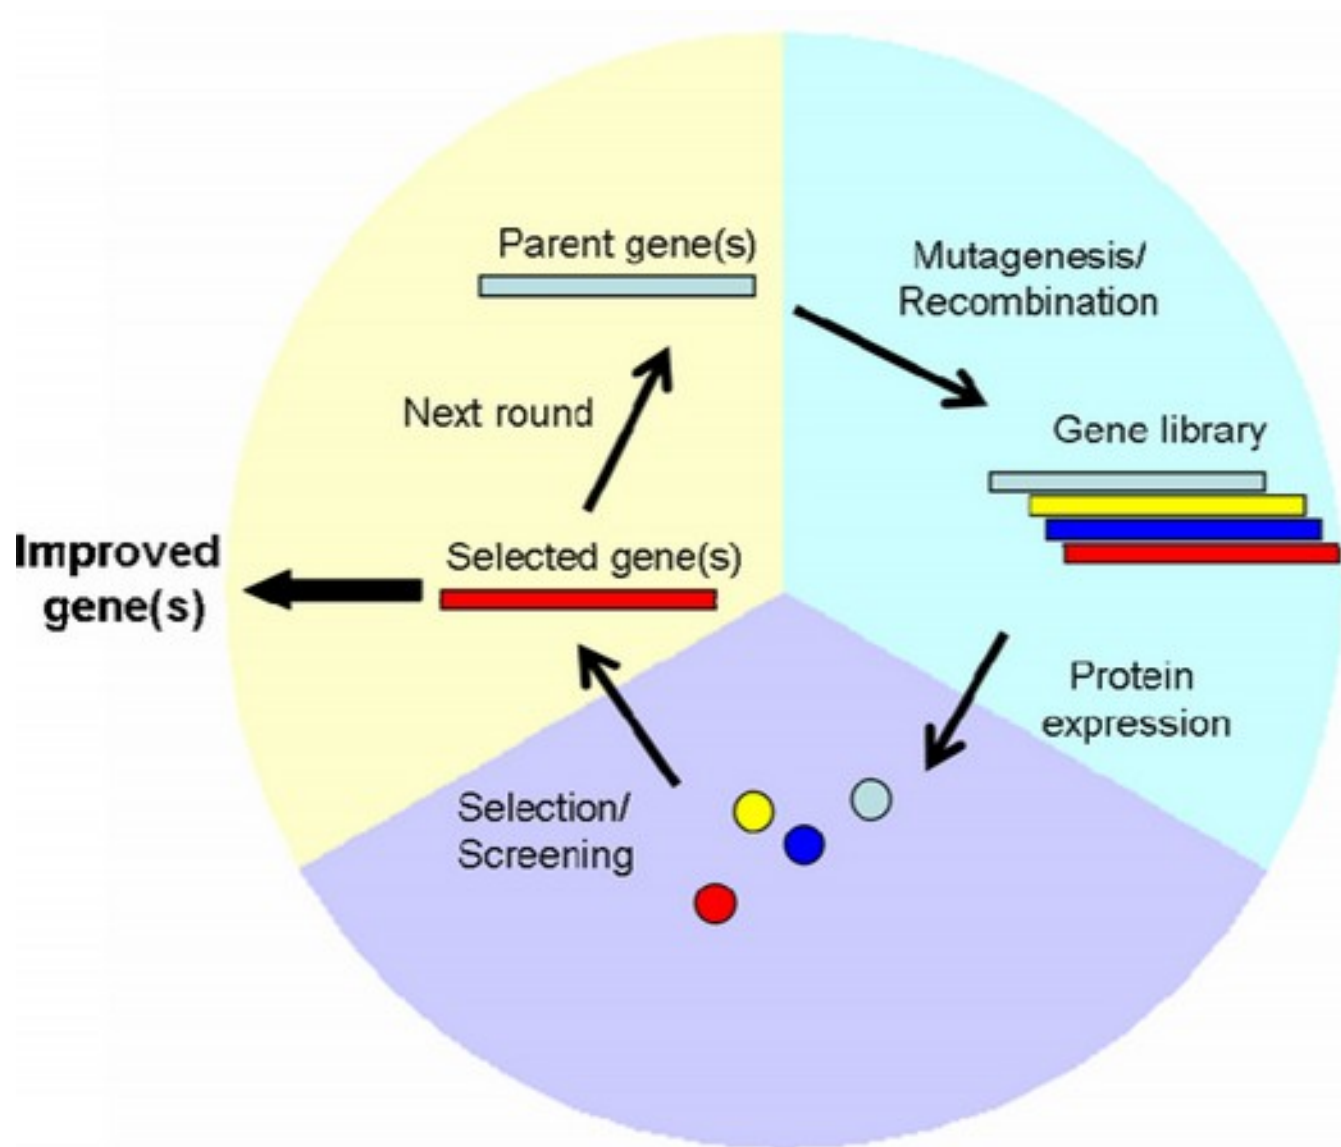 Parent gene(s)
Mutagenesis/
Recombination
Next round
Gene library
Improved
gene(s)
Selected gene(s)
Protein
expression
Selection/
Screening